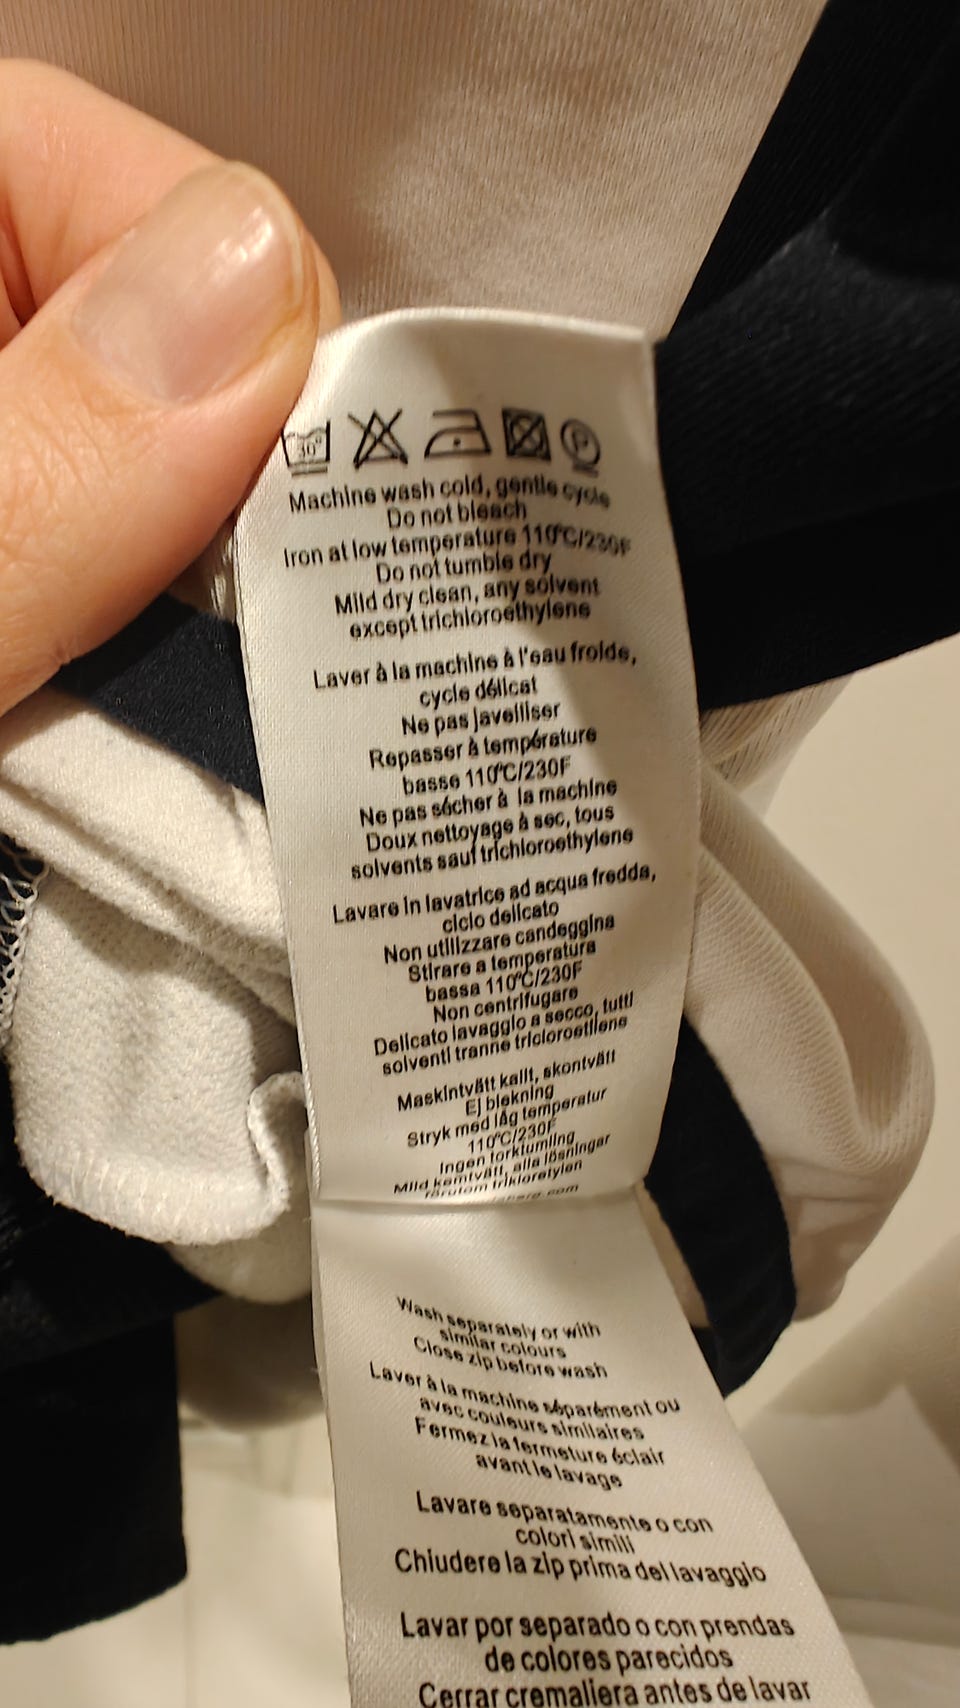 30°
P
Machine wash cold, gentle cycle
Do not bleach
Iron at low temperature 110°C/230F
Do not tumble dry
Mild dry clean, any solvent
except trichloroethylene
Laver à la machine à l'eau froide,
cycle délicat
Ne pas javelliser
Repasser à température
basse 110°C/230F
Ne pas sécher à la machine
Doux nettoyage à sec, tous
solvents sauf trichloroethylene
Lavare in lavatrice ad acqua fredda,
ciclo delicato
Non utilizzare candeggina
Stirare a temperatura
bassa 110°C/230F
Non centrifugare
Delicato lavaggio a secco, tutti
solventi tranne triclorostilene
Maskintvätt kallt, skontvätt
Ej blekning
Stryk med låg temperatur
110°C/230F
Ingen torktumling
Mild kemtvätt, alla lösningar
förutom trikloretylen
Wash separately or with
similar colours
Close zip before wash
Laver à la machine séparément ou
avec couleurs similaires
Fermez la fermeture éclair
avant le lavage
Lavare separatamente o con
colori simili
Chiudere la zip prima del lavaggio
Lavar por separado o con prendas
de colores parecidos
Cerrar cremaliera antes de lavar